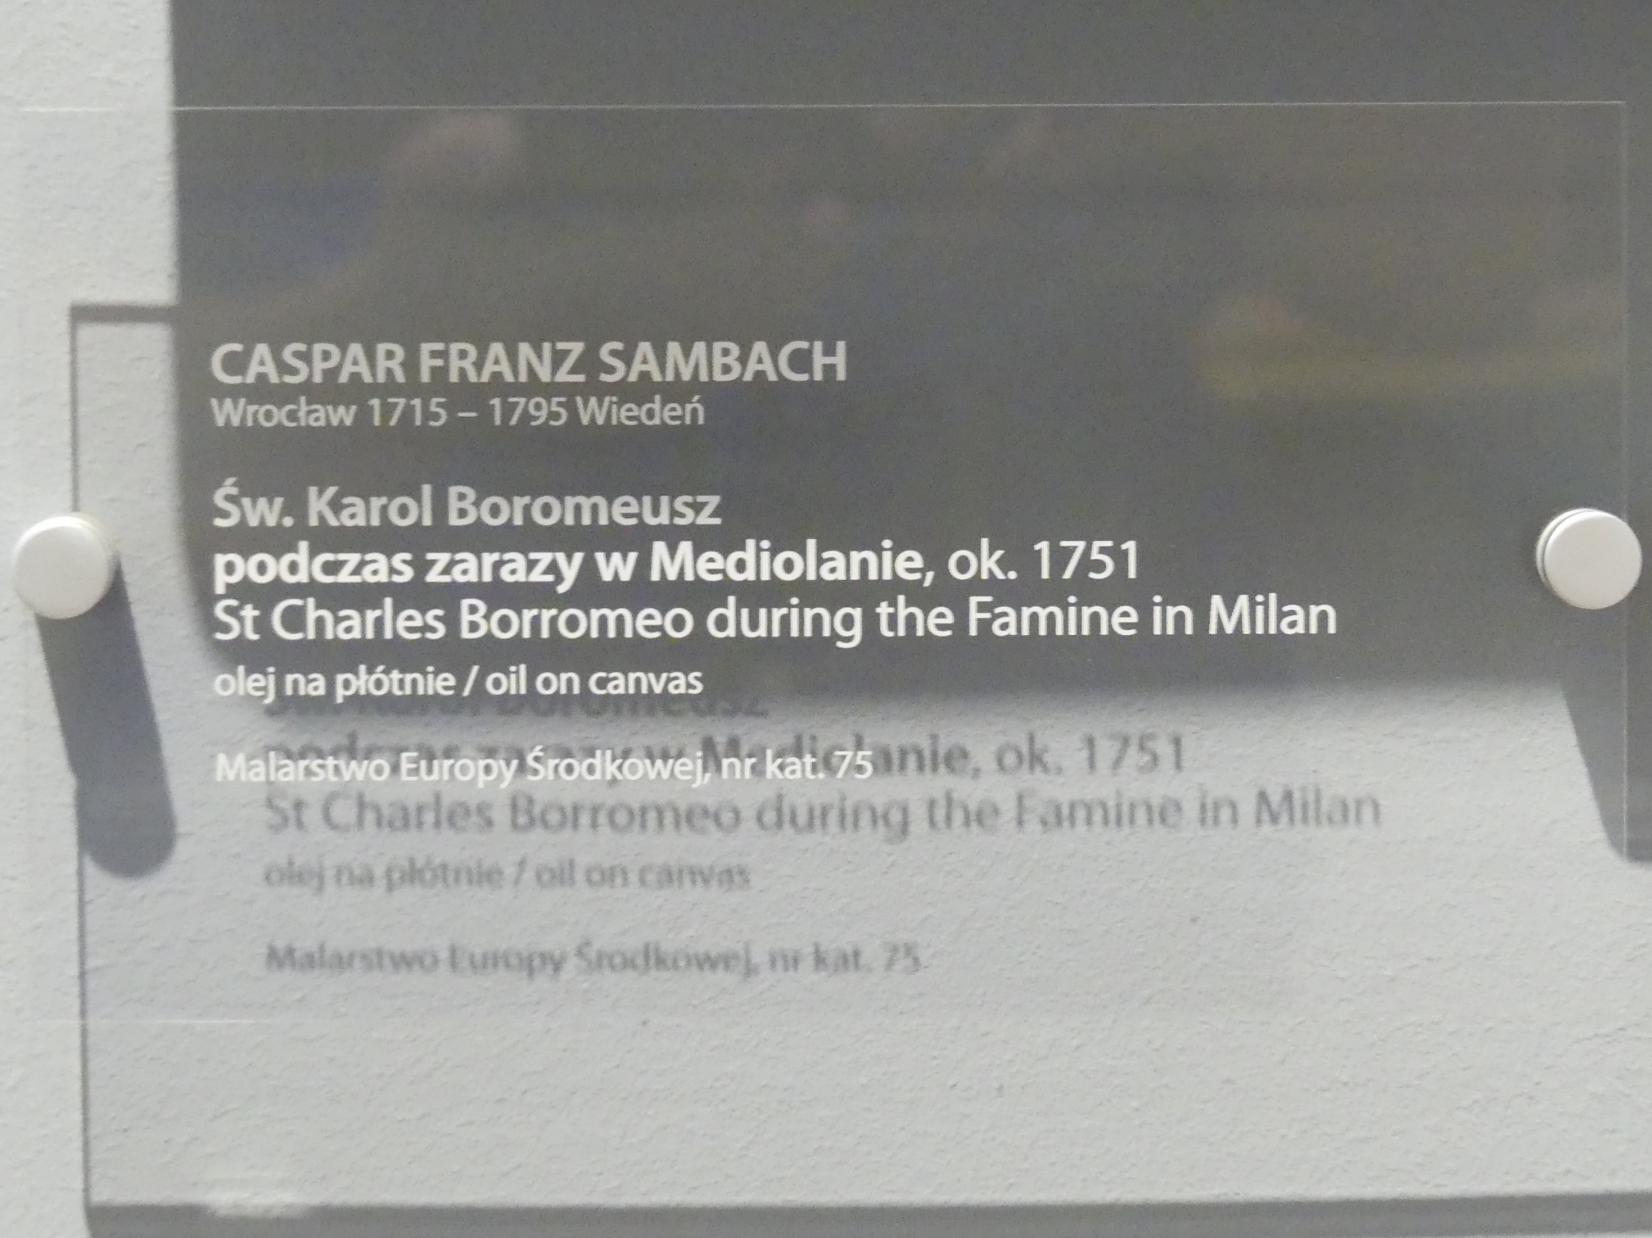 CASPAR FRANZ SAMBACH
Wrocław 1715 – 1795 Wiedeń
Św. Karol Boromeusz
podczas zarazy w Mediolanie, ok. 1751
St Charles Borromeo during the Famine in Milan
olej na płótnie / oil on canvas
Malarstwo Europy Środkowej, nr kat. 75